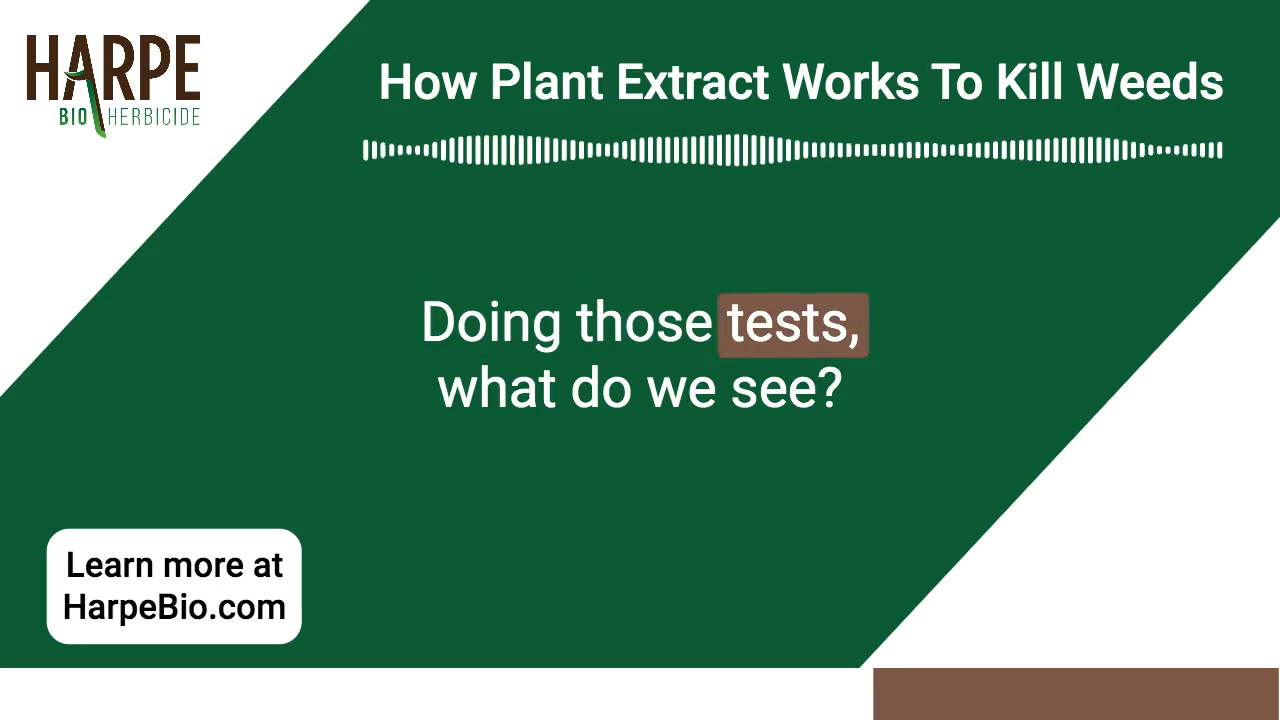 HARPE
BIO HERBICIDE
How Plant Extract Works To Kill Weeds
Doing those tests,
what do we see?
Learn more at
HarpeBio.com